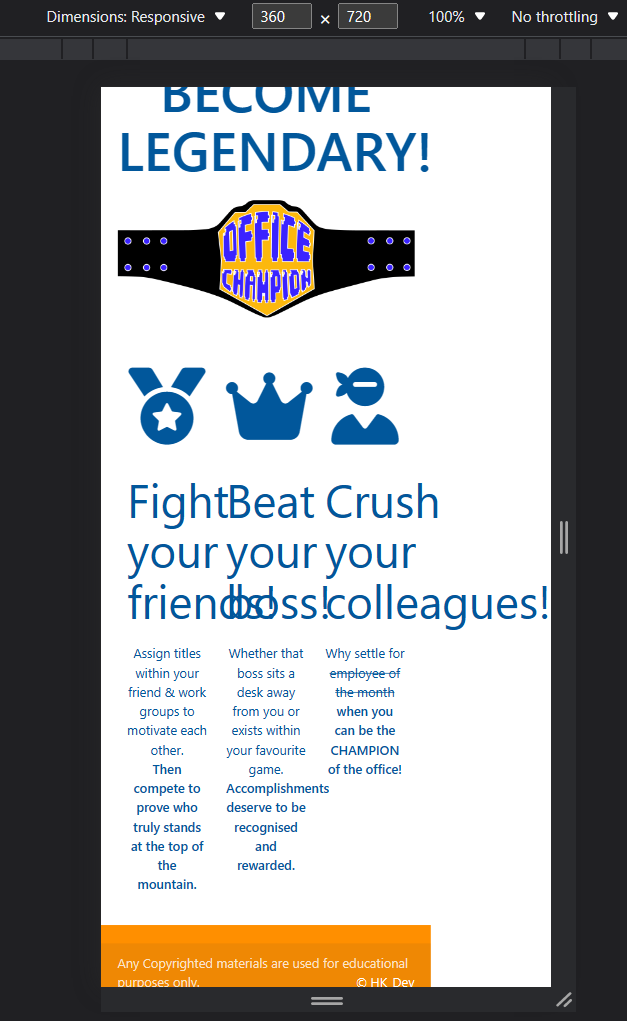 Dimensions: Responsive ▼ 360 × 720 100% ▼ No throttling ▼
BECOME
LEGENDARY!
OFFICE
CHAMPION
Fight
your
friends!
Beat
your
boss!
Crush
your
colleagues!
Assign titles
within your
friend & work
groups to
motivate each
other.
Then
compete to
prove who
truly stands
at the top of
the
mountain.
Whether that
boss sits a
desk away
from you or
exists within
your favourite
game.
Accomplishments
deserve to be
recognised
and
rewarded.
Why settle for
employee of
the month
when you
can be the
CHAMPION
of the office!
Any Copyrighted materials are used for educational
purposes only.
© HK_Dev